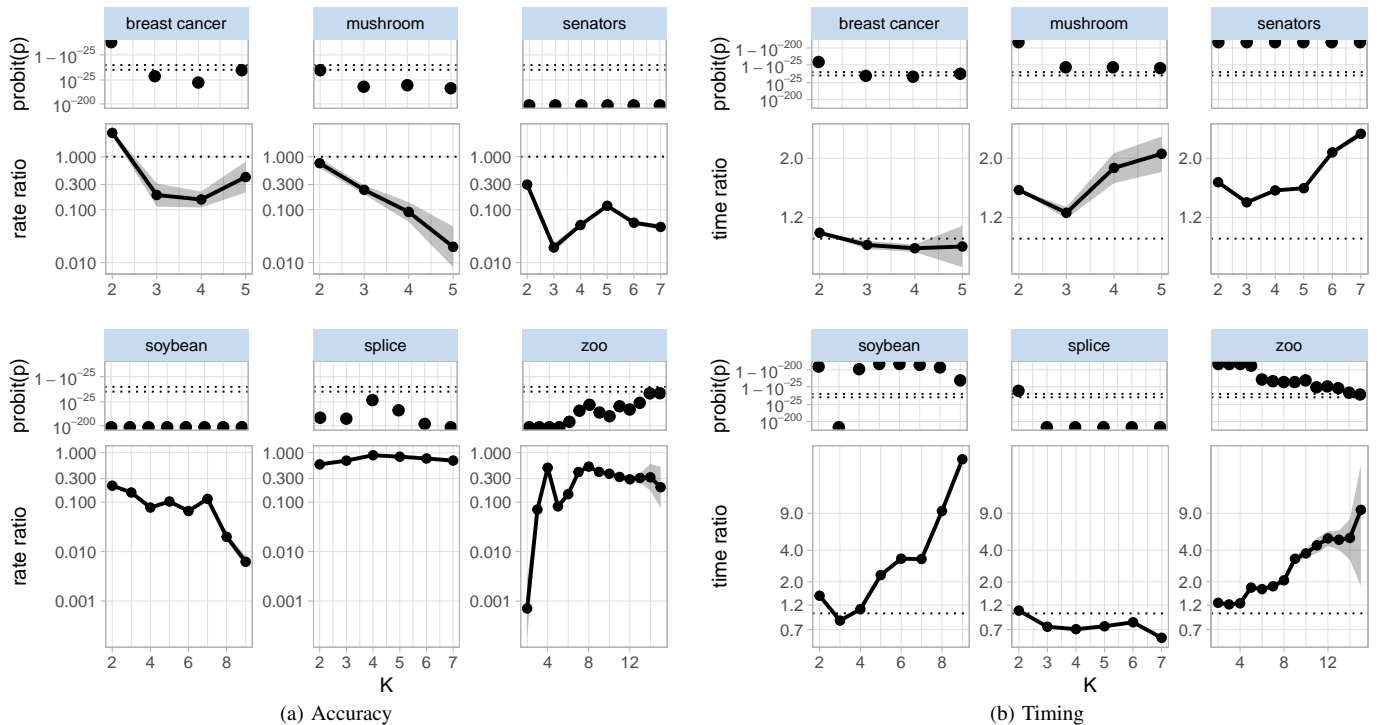 breast cancer mushroom senators
probit(p)
1 − 10⁻²⁵
10⁻²⁵
10⁻²⁰⁰
rate ratio
1.000
0.300
0.100
0.010
1.000
0.300
0.100
0.010
1.000
0.300
0.100
0.010
2 3 4 5
2 3 4 5
2 3 4 5 6 7
soybean splice zoo
probit(p)
1 − 10⁻²⁵
10⁻²⁵
10⁻²⁰⁰
rate ratio
1.000
0.300
0.100
0.010
0.001
1.000
0.300
0.100
0.010
0.001
1.000
0.300
0.100
0.010
0.001
2 4 6 8
2 3 4 5 6 7
4 8 12
K
(a) Accuracy
breast cancer mushroom senators
probit(p)
1 − 10⁻²⁰⁰
1 − 10⁻²⁵
10⁻²⁵
10⁻²⁰⁰
time ratio
2.0
1.2
2.0
1.2
2.0
1.2
2 3 4 5
2 3 4 5
2 3 4 5 6 7
soybean splice zoo
probit(p)
1 − 10⁻²⁰⁰
1 − 10⁻²⁵
10⁻²⁵
10⁻²⁰⁰
time ratio
9.0
4.0
2.0
1.2
0.7
9.0
4.0
2.0
1.2
0.7
9.0
4.0
2.0
1.2
0.7
2 4 6 8
2 3 4 5 6 7
4 8 12
K
(b) Timing